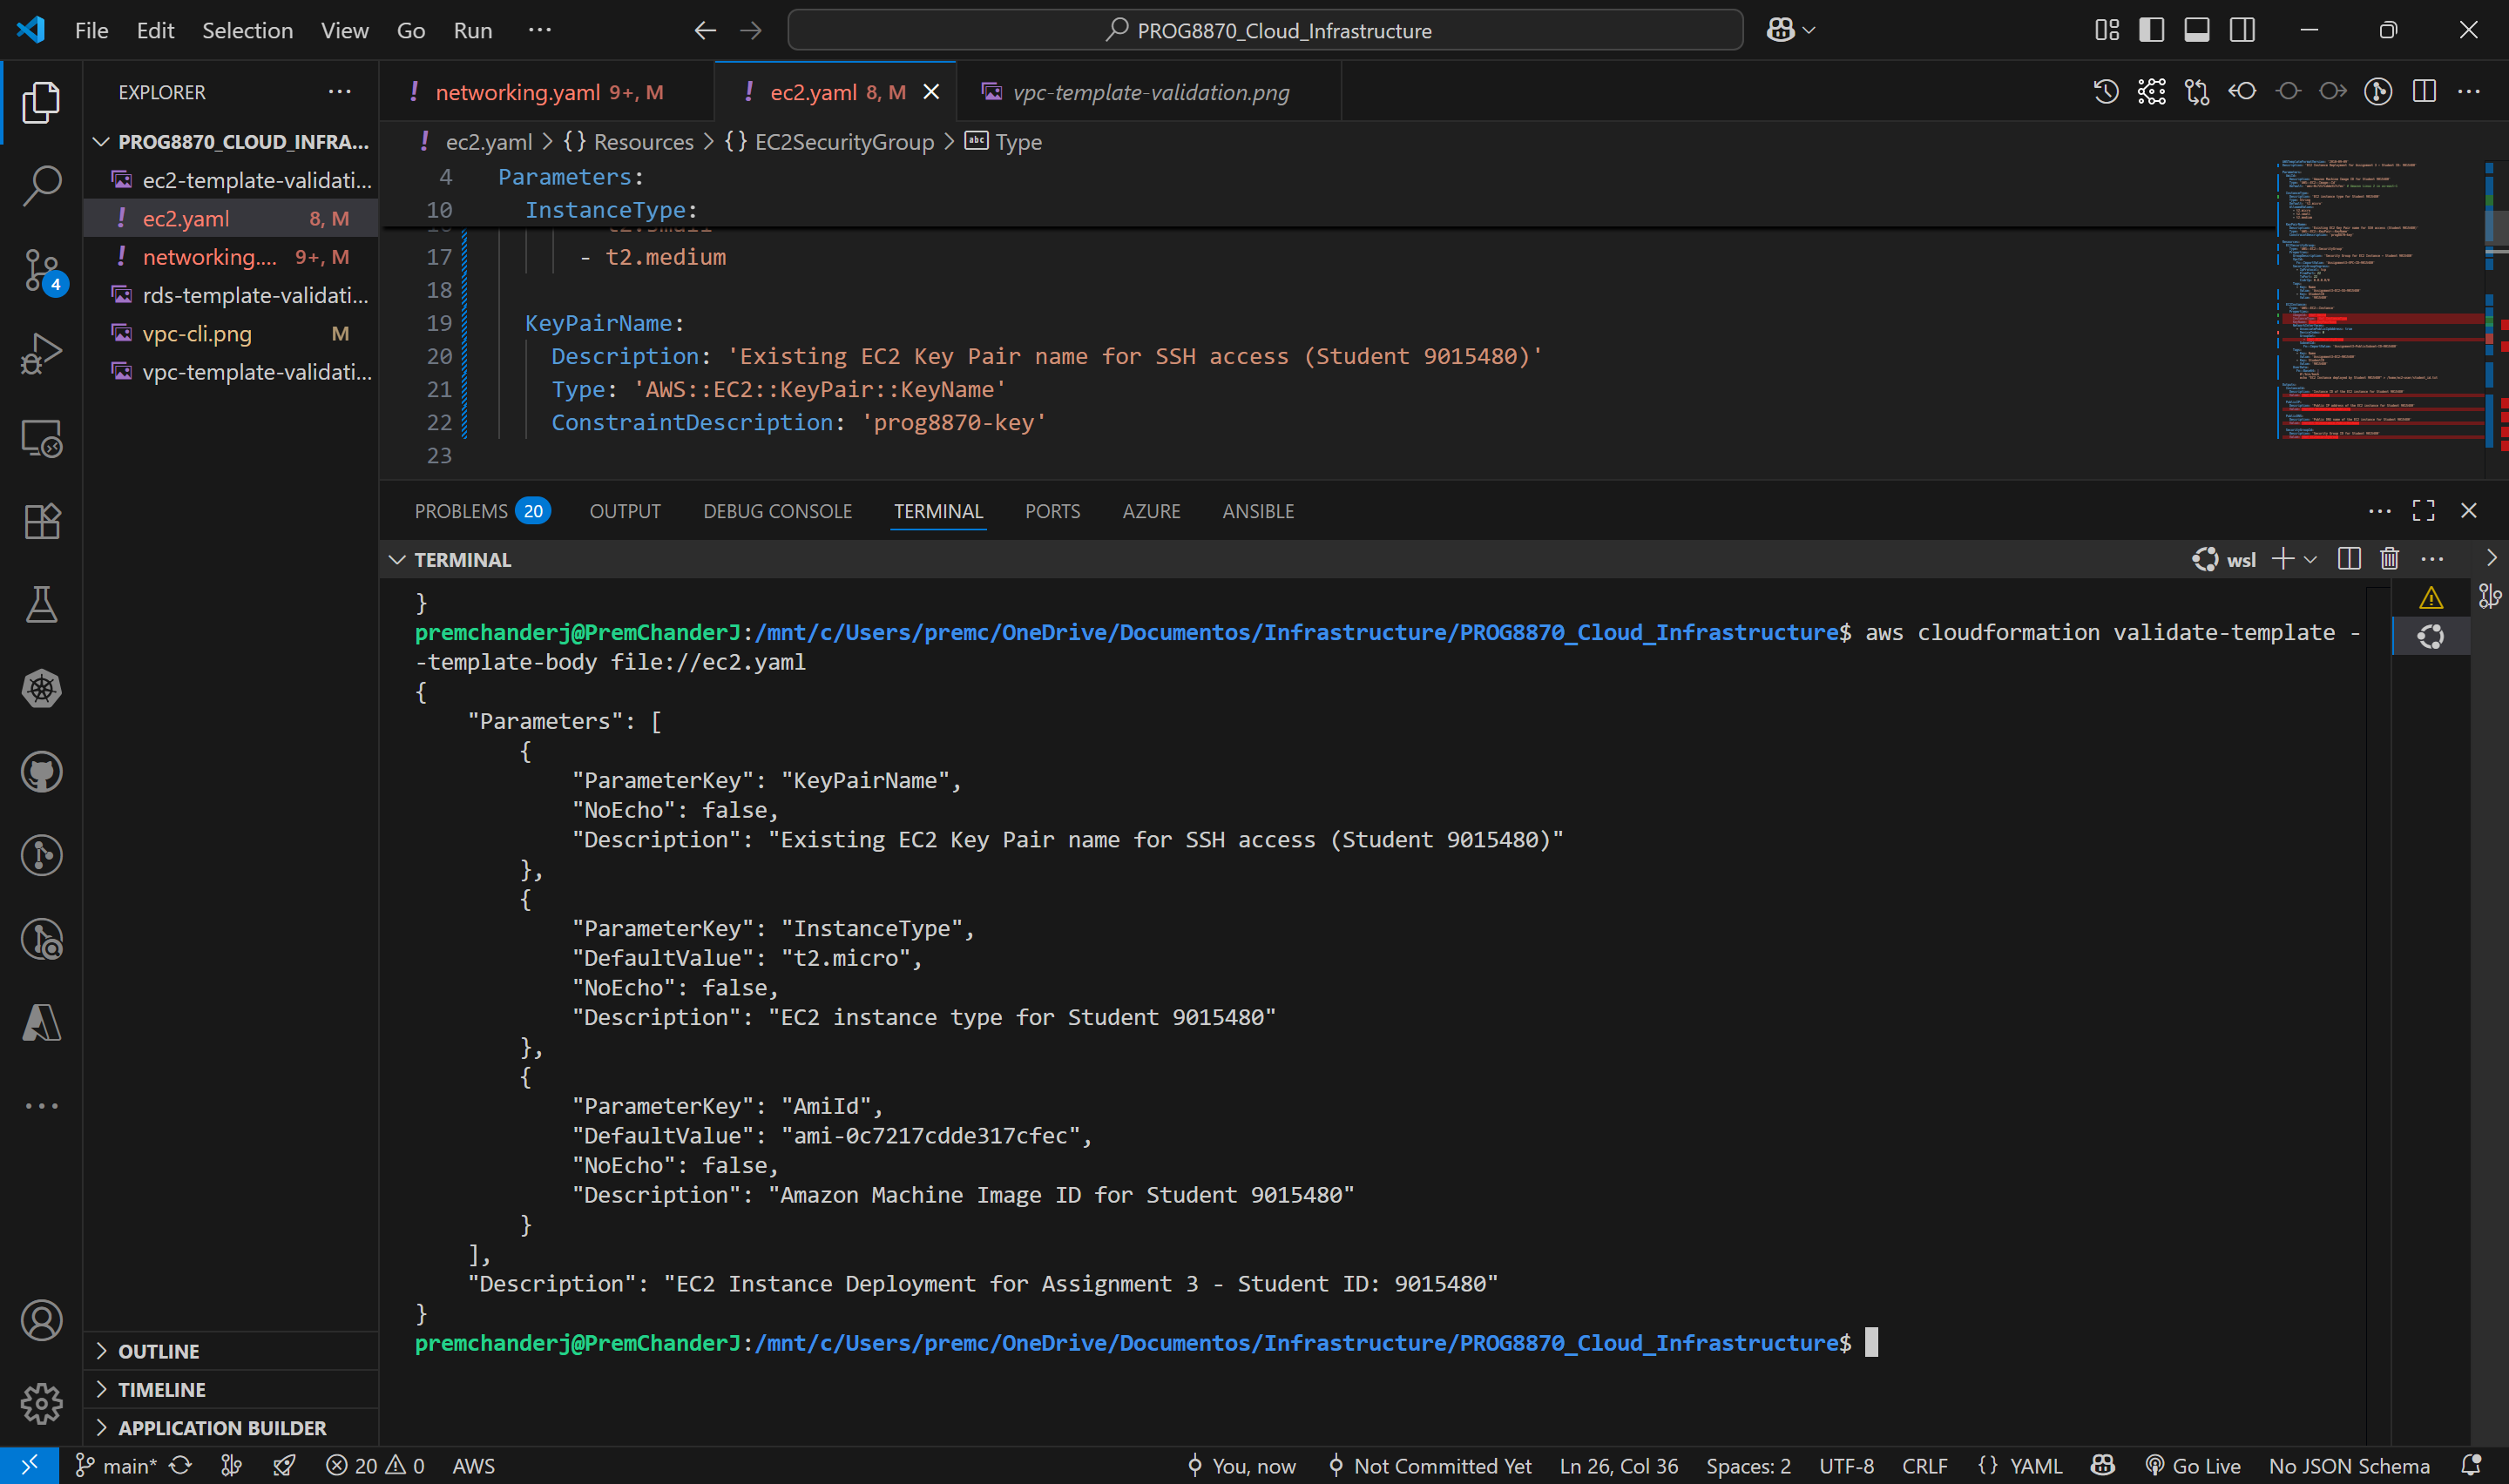 File Edit Selection View Go Run ···
PROG8870_Cloud_Infrastructure
EXPLORER
PROG8870_CLOUD_INFRA...
ec2-template-validati...
ec2.yaml 8, M
networking.... 9+, M
rds-template-validati...
vpc-cli.png M
vpc-template-validati...
OUTLINE
TIMELINE
APPLICATION BUILDER
4
networking.yaml 9+, M
ec2.yaml 8, M
vpc-template-validation.png
ec2.yaml > {} Resources > {} EC2SecurityGroup > abc Type
4 Parameters:
10 InstanceType:
17 - t2.medium
18
19 KeyPairName:
20 Description: 'Existing EC2 Key Pair name for SSH access (Student 9015480)'
21 Type: 'AWS::EC2::KeyPair::KeyName'
22 ConstraintDescription: 'prog8870-key'
23
PROBLEMS 20 OUTPUT DEBUG CONSOLE TERMINAL PORTS AZURE ANSIBLE
TERMINAL
wsl
}
premchanderj@PremChanderJ:/mnt/c/Users/premc/OneDrive/Documentos/Infrastructure/PROG8870_Cloud_Infrastructure$ aws cloudformation validate-template -
-template-body file://ec2.yaml
{
"Parameters": [
{
"ParameterKey": "KeyPairName",
"NoEcho": false,
"Description": "Existing EC2 Key Pair name for SSH access (Student 9015480)"
},
{
"ParameterKey": "InstanceType",
"DefaultValue": "t2.micro",
"NoEcho": false,
"Description": "EC2 instance type for Student 9015480"
},
{
"ParameterKey": "AmiId",
"DefaultValue": "ami-0c7217cdde317cfec",
"NoEcho": false,
"Description": "Amazon Machine Image ID for Student 9015480"
}
],
"Description": "EC2 Instance Deployment for Assignment 3 - Student ID: 9015480"
}
premchanderj@PremChanderJ:/mnt/c/Users/premc/OneDrive/Documentos/Infrastructure/PROG8870_Cloud_Infrastructure$
main* 20 0 AWS
You, now Not Committed Yet Ln 26, Col 36 Spaces: 2 UTF-8 CRLF {} YAML Go Live No JSON Schema